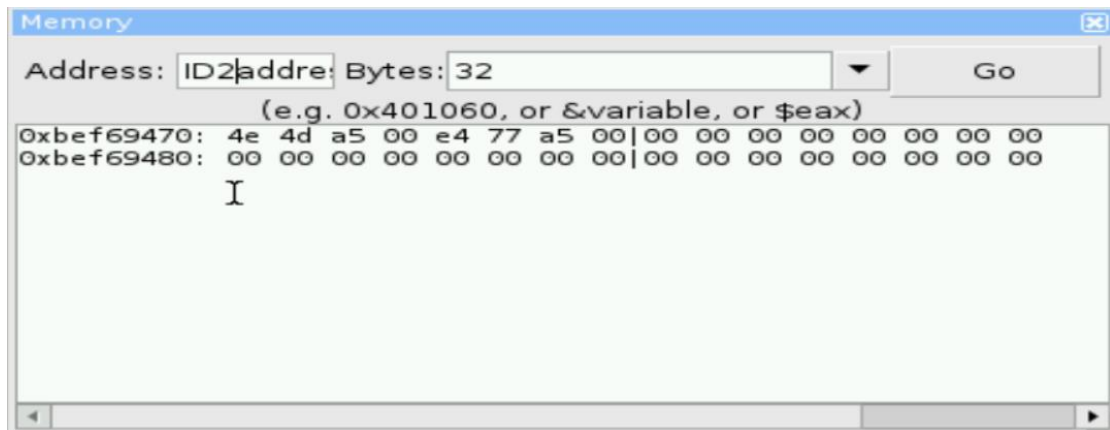 Memory
Address: ID2addre: Bytes: 32 Go
(e.g. 0x401060, or &variable, or $eax)
0xbef69470: 4e 4d a5 00 e4 77 a5 00|00 00 00 00 00 00 00 00
0xbef69480: 00 00 00 00 00 00 00 00|00 00 00 00 00 00 00 00